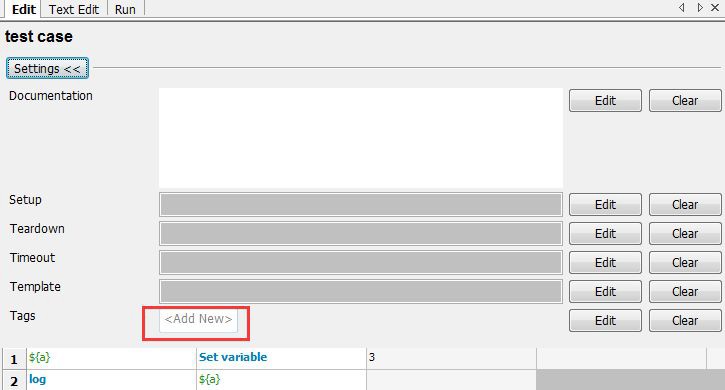 Edit Text Edit Run
test case
Settings <<
Documentation Edit Clear
Setup Edit Clear
Teardown Edit Clear
Timeout Edit Clear
Template Edit Clear
Tags <Add New> Edit Clear
1 ${a} Set variable 3
2 log ${a}